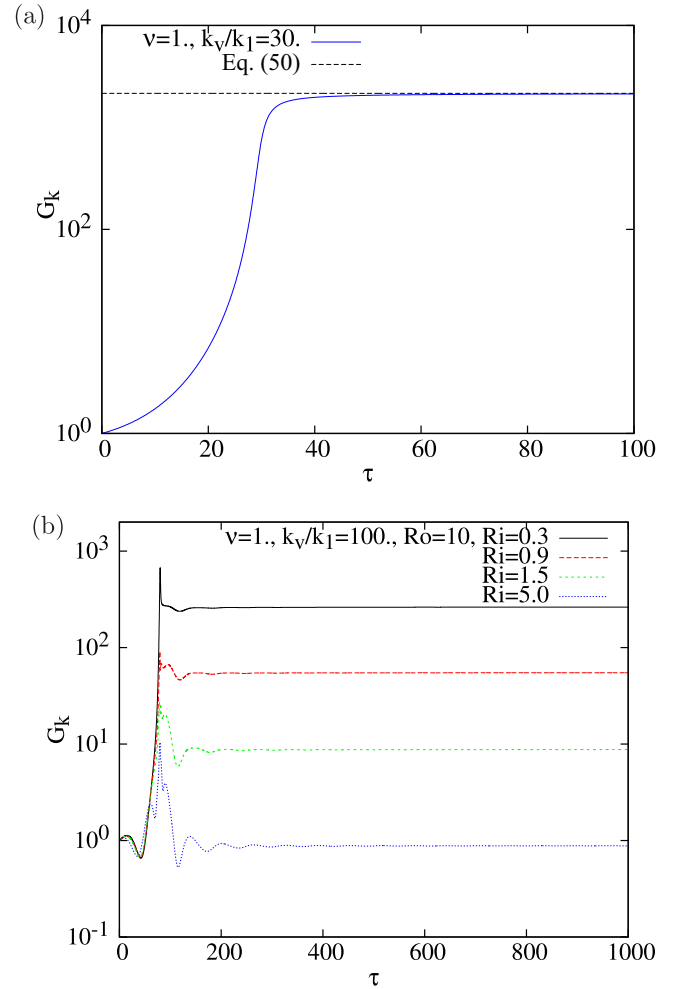 (a)
10^4
ν=1., k_v/k_1=30.
Eq. (50)
G_k
10^2
10^0
0 20 40 60 80 100
τ
(b)
ν=1., k_v/k_1=100., Ro=10, Ri=0.3
Ri=0.9
Ri=1.5
Ri=5.0
10^3
10^2
G_k
10^1
10^0
10^-1
0 200 400 600 800 1000
τ